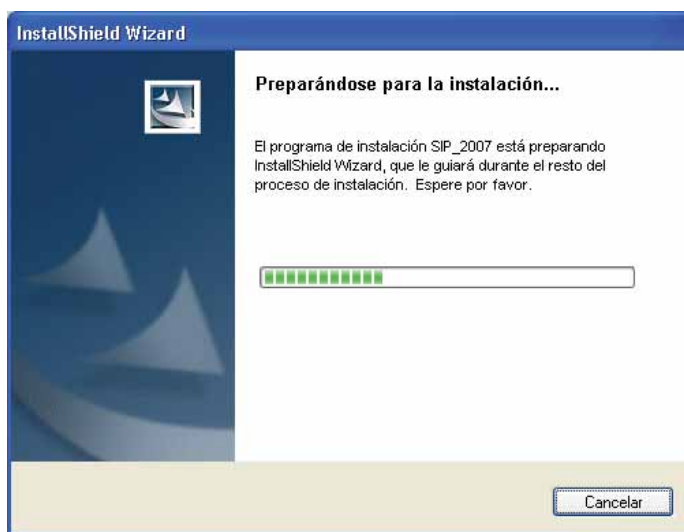 InstallShield Wizard
Preparándose para la instalación...
El programa de instalación SIP_2007 está preparando
InstallShield Wizard, que le guiará durante el resto del
proceso de instalación. Espere por favor.
Cancelar